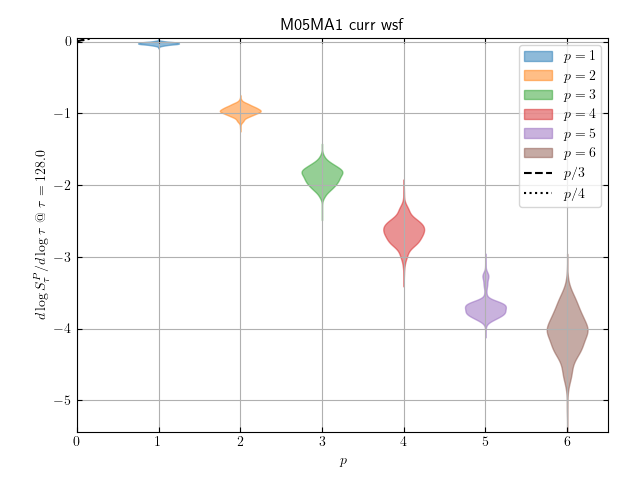 M05MA1 curr wsf
0
−1
−2
−3
−4
−5
d log S_τ^P / d log τ @ τ = 128.0
0 1 2 3 4 5 6
p
p = 1
p = 2
p = 3
p = 4
p = 5
p = 6
p/3
p/4